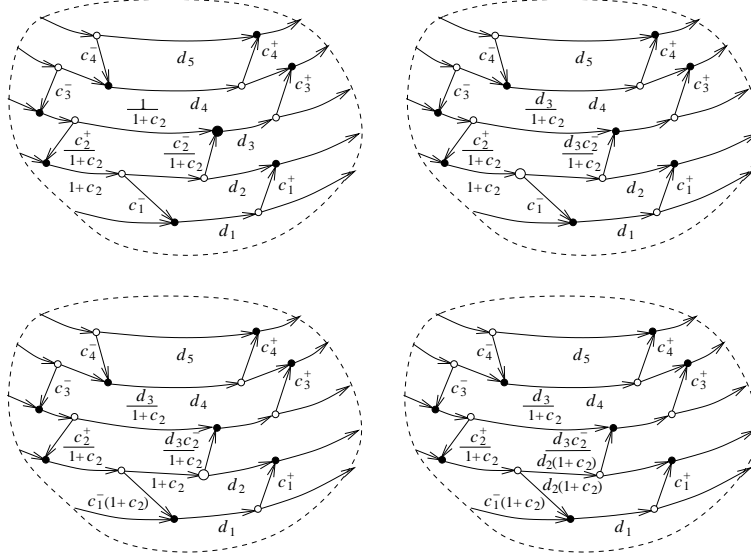 c₄⁻ d₅ c₄⁺
c₃⁻ 1/(1+c₂) d₄ c₃⁺
c₂⁺/(1+c₂) c₂⁻/(1+c₂) d₃
1+c₂ d₂ c₁⁺
c₁⁻ d₁
c₄⁻ d₅ c₄⁺
c₃⁻ d₃/(1+c₂) d₄ c₃⁺
c₂⁺/(1+c₂) d₃c₂⁻/(1+c₂)
1+c₂ d₂ c₁⁺
c₁⁻ d₁
c₄⁻ d₅ c₄⁺
c₃⁻ d₃/(1+c₂) d₄ c₃⁺
c₂⁺/(1+c₂) d₃c₂⁻/(1+c₂)
1+c₂ d₂ c₁⁺
c₁⁻(1+c₂) d₁
c₄⁻ d₅ c₄⁺
c₃⁻ d₃/(1+c₂) d₄ c₃⁺
c₂⁺/(1+c₂) d₃c₂⁻/(d₂(1+c₂))
d₂(1+c₂) c₁⁺
c₁⁻(1+c₂) d₁